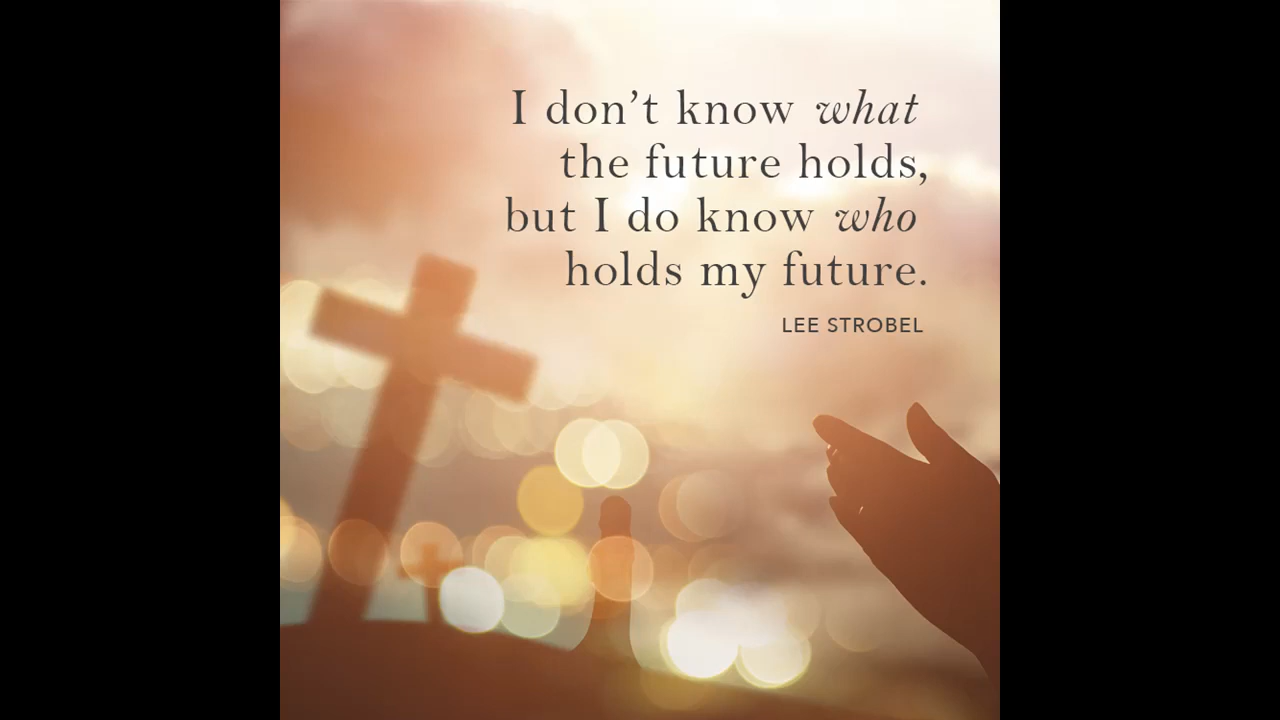 I don’t know what
the future holds,
but I do know who
holds my future.
LEE STROBEL